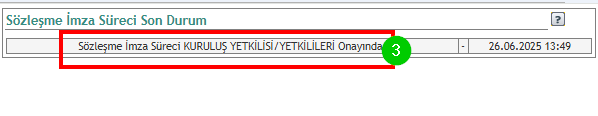 Sözleşme İmza Süreci Son Durum
?
Sözleşme İmza Süreci KURULUŞ YETKİLİSİ/YETKİLİLERİ Onayında 3 - 26.06.2025 13:49